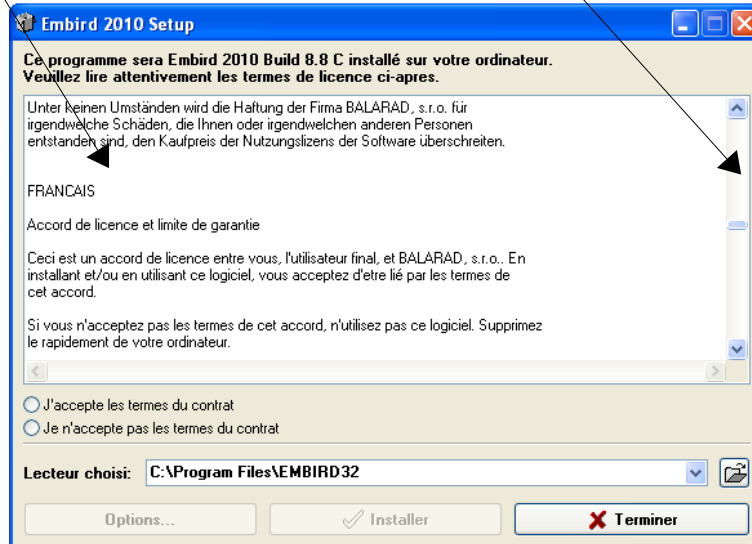 Embird 2010 Setup
Ce programme sera Embird 2010 Build 8.8 C installé sur votre ordinateur.
Veuillez lire attentivement les termes de licence ci-apres.
Unter keinen Umständen wird die Haftung der Firma BALARAD, s.r.o. für
irgendwelche Schäden, die Ihnen oder irgendwelchen anderen Personen
entstanden sind, den Kaufpreis der Nutzungslizens der Software überschreiten.
FRANCAIS
Accord de licence et limite de garantie
Ceci est un accord de licence entre vous, l'utilisateur final, et BALARAD, s.r.o.. En
installant et/ou en utilisant ce logiciel, vous acceptez d'etre lié par les termes de
cet accord.
Si vous n'acceptez pas les termes de cet accord, n'utilisez pas ce logiciel. Supprimez
le rapidement de votre ordinateur.
J'accepte les termes du contrat
Je n'accepte pas les termes du contrat
Lecteur choisi: C:\Program Files\EMBIRD32
Options... Installer Terminer